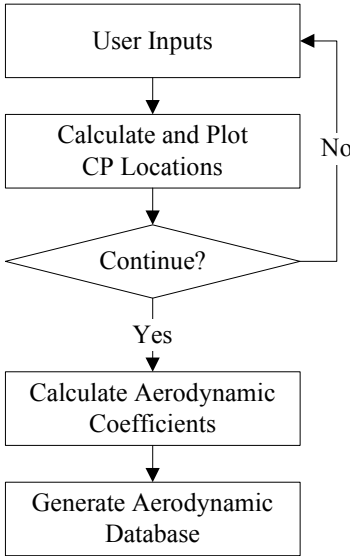 User Inputs
Calculate and Plot
CP Locations
No
Continue?
Yes
Calculate Aerodynamic
Coefficients
Generate Aerodynamic
Database